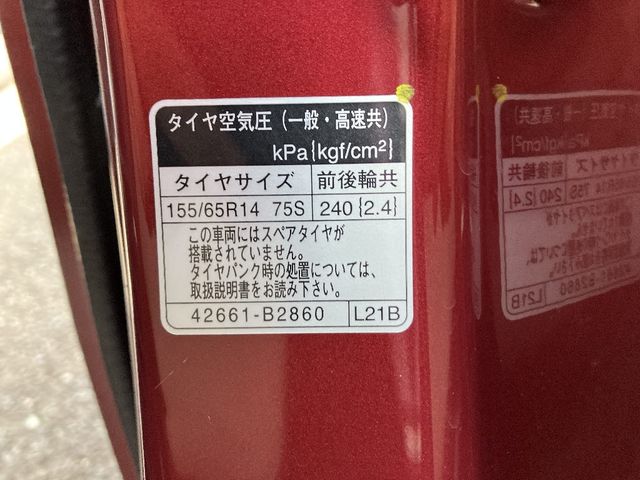 タイヤ空気圧（一般・高速共）
kPa{kgf/cm²}
タイヤサイズ 前後輪共
155/65R14 75S 240{2.4}
この車両にはスペアタイヤが
搭載されていません。
タイヤパンク時の処置については、
取扱説明書をお読み下さい。
42661-B2860 L21B